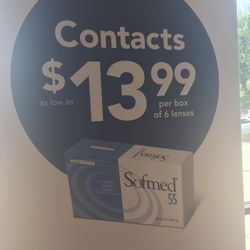 Contacts
as low as $13.99 per box of 6 lenses
Sofmed
55